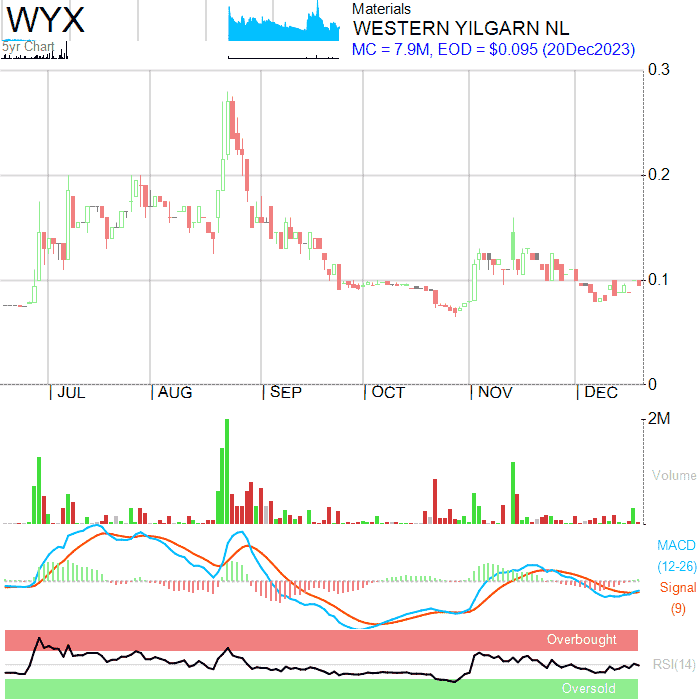 WYX
5yr Chart
Materials
WESTERN YILGARN NL
MC = 7.9M, EOD = $0.095 (20Dec2023)
0.3
0.2
0.1
0
JUL AUG SEP OCT NOV DEC
2M
Volume
MACD
(12-26)
Signal
(9)
Overbought
RSI(14)
Oversold